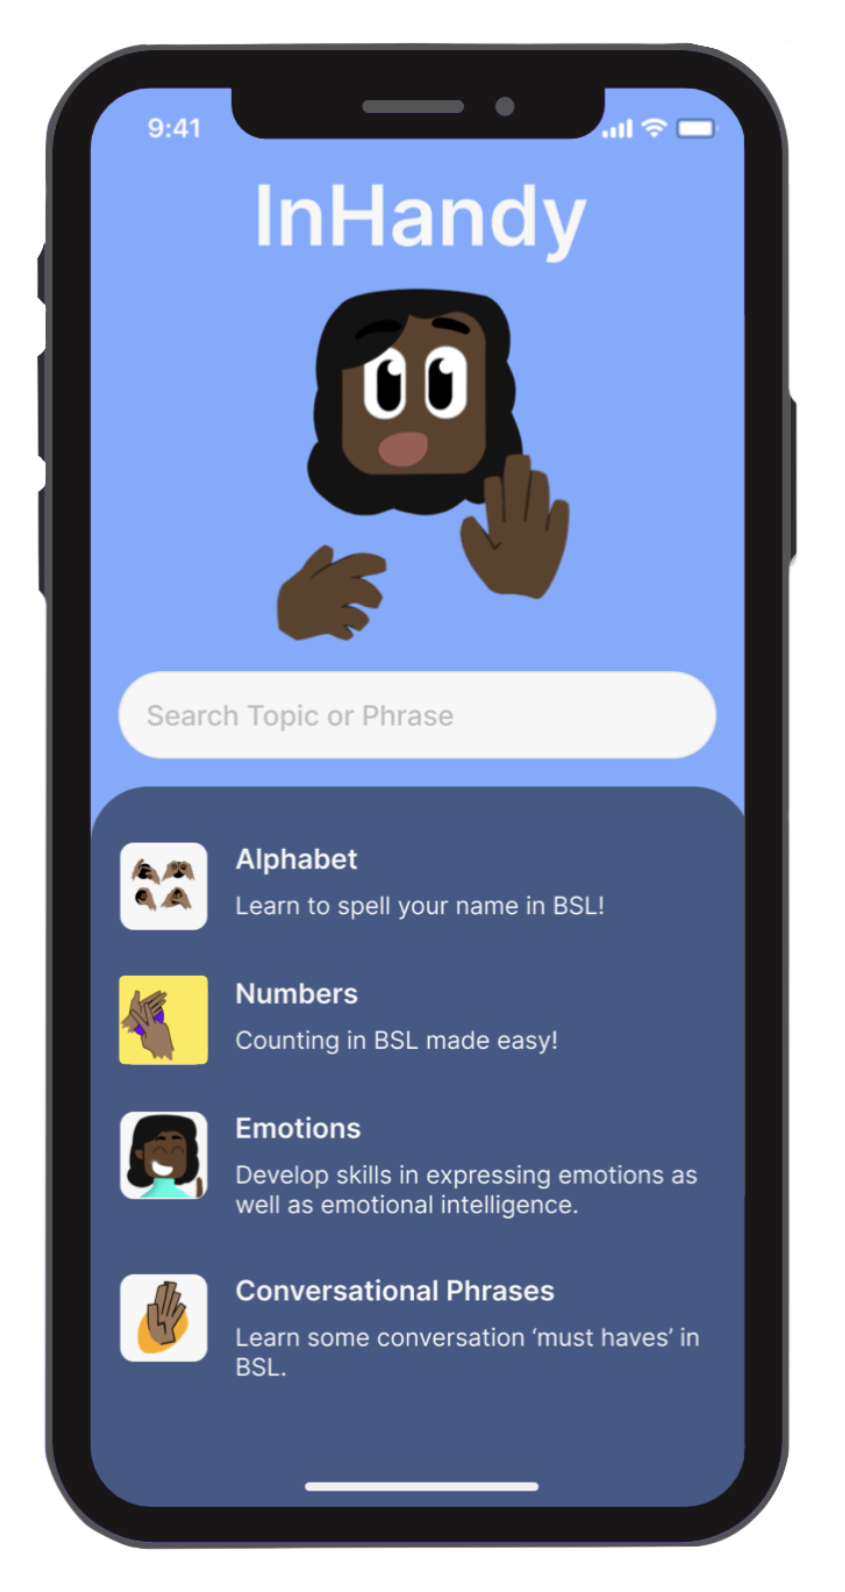 9:41
InHandy
Search Topic or Phrase
Alphabet
Learn to spell your name in BSL!
Numbers
Counting in BSL made easy!
Emotions
Develop skills in expressing emotions as
well as emotional intelligence.
Conversational Phrases
Learn some conversation ‘must haves’ in
BSL.